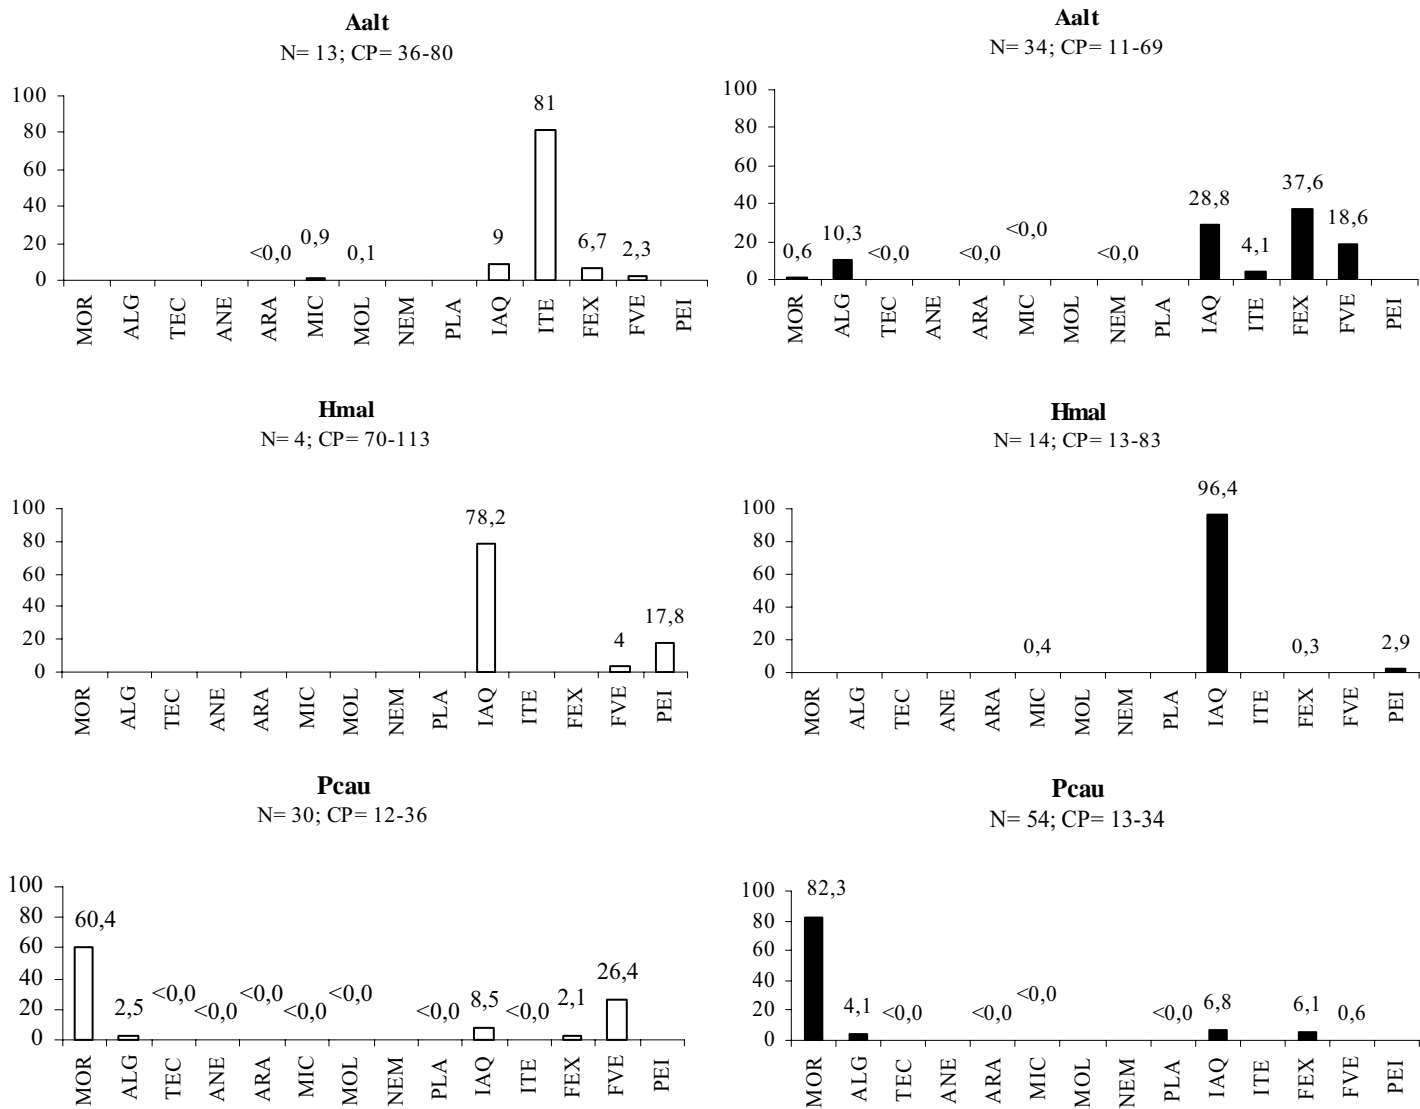 Aalt
N= 13; CP= 36-80
100
80
60
40
20
0
<0,0
0,9
0,1
9
81
6,7
2,3
MOR
ALG
TEC
ANE
ARA
MIC
MOL
NEM
PLA
IAQ
ITE
FEX
FVE
PEI
Aalt
N= 34; CP= 11-69
100
80
60
40
20
0
0,6
10,3
<0,0
<0,0
<0,0
<0,0
28,8
4,1
37,6
18,6
MOR
ALG
TEC
ANE
ARA
MIC
MOL
NEM
PLA
IAQ
ITE
FEX
FVE
PEI
Hmal
N= 4; CP= 70-113
100
80
60
40
20
0
78,2
4
17,8
MOR
ALG
TEC
ANE
ARA
MIC
MOL
NEM
PLA
IAQ
ITE
FEX
FVE
PEI
Hmal
N= 14; CP= 13-83
100
80
60
40
20
0
0,4
96,4
0,3
2,9
MOR
ALG
TEC
ANE
ARA
MIC
MOL
NEM
PLA
IAQ
ITE
FEX
FVE
PEI
Pcau
N= 30; CP= 12-36
100
80
60
40
20
0
60,4
2,5
<0,0
<0,0
<0,0
<0,0
<0,0
<0,0
8,5
<0,0
2,1
26,4
MOR
ALG
TEC
ANE
ARA
MIC
MOL
NEM
PLA
IAQ
ITE
FEX
FVE
PEI
Pcau
N= 54; CP= 13-34
100
80
60
40
20
0
82,3
4,1
<0,0
<0,0
<0,0
<0,0
6,8
6,1
0,6
MOR
ALG
TEC
ANE
ARA
MIC
MOL
NEM
PLA
IAQ
ITE
FEX
FVE
PEI